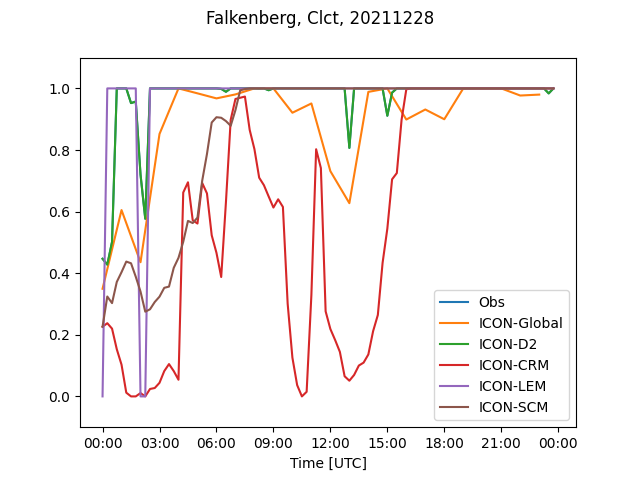 Falkenberg, Clct, 20211228
1.0
0.8
0.6
0.4
0.2
0.0
Obs
ICON-Global
ICON-D2
ICON-CRM
ICON-LEM
ICON-SCM
00:00 03:00 06:00 09:00 12:00 15:00 18:00 21:00 00:00
Time [UTC]